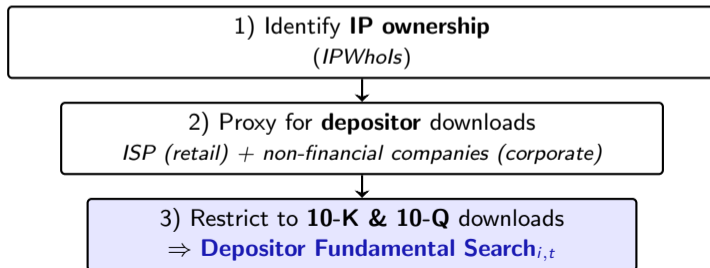 1) Identify IP ownership
(IPWhoIs)
2) Proxy for depositor downloads
ISP (retail) + non-financial companies (corporate)
3) Restrict to 10-K & 10-Q downloads
⇒ Depositor Fundamental Search_{i,t}